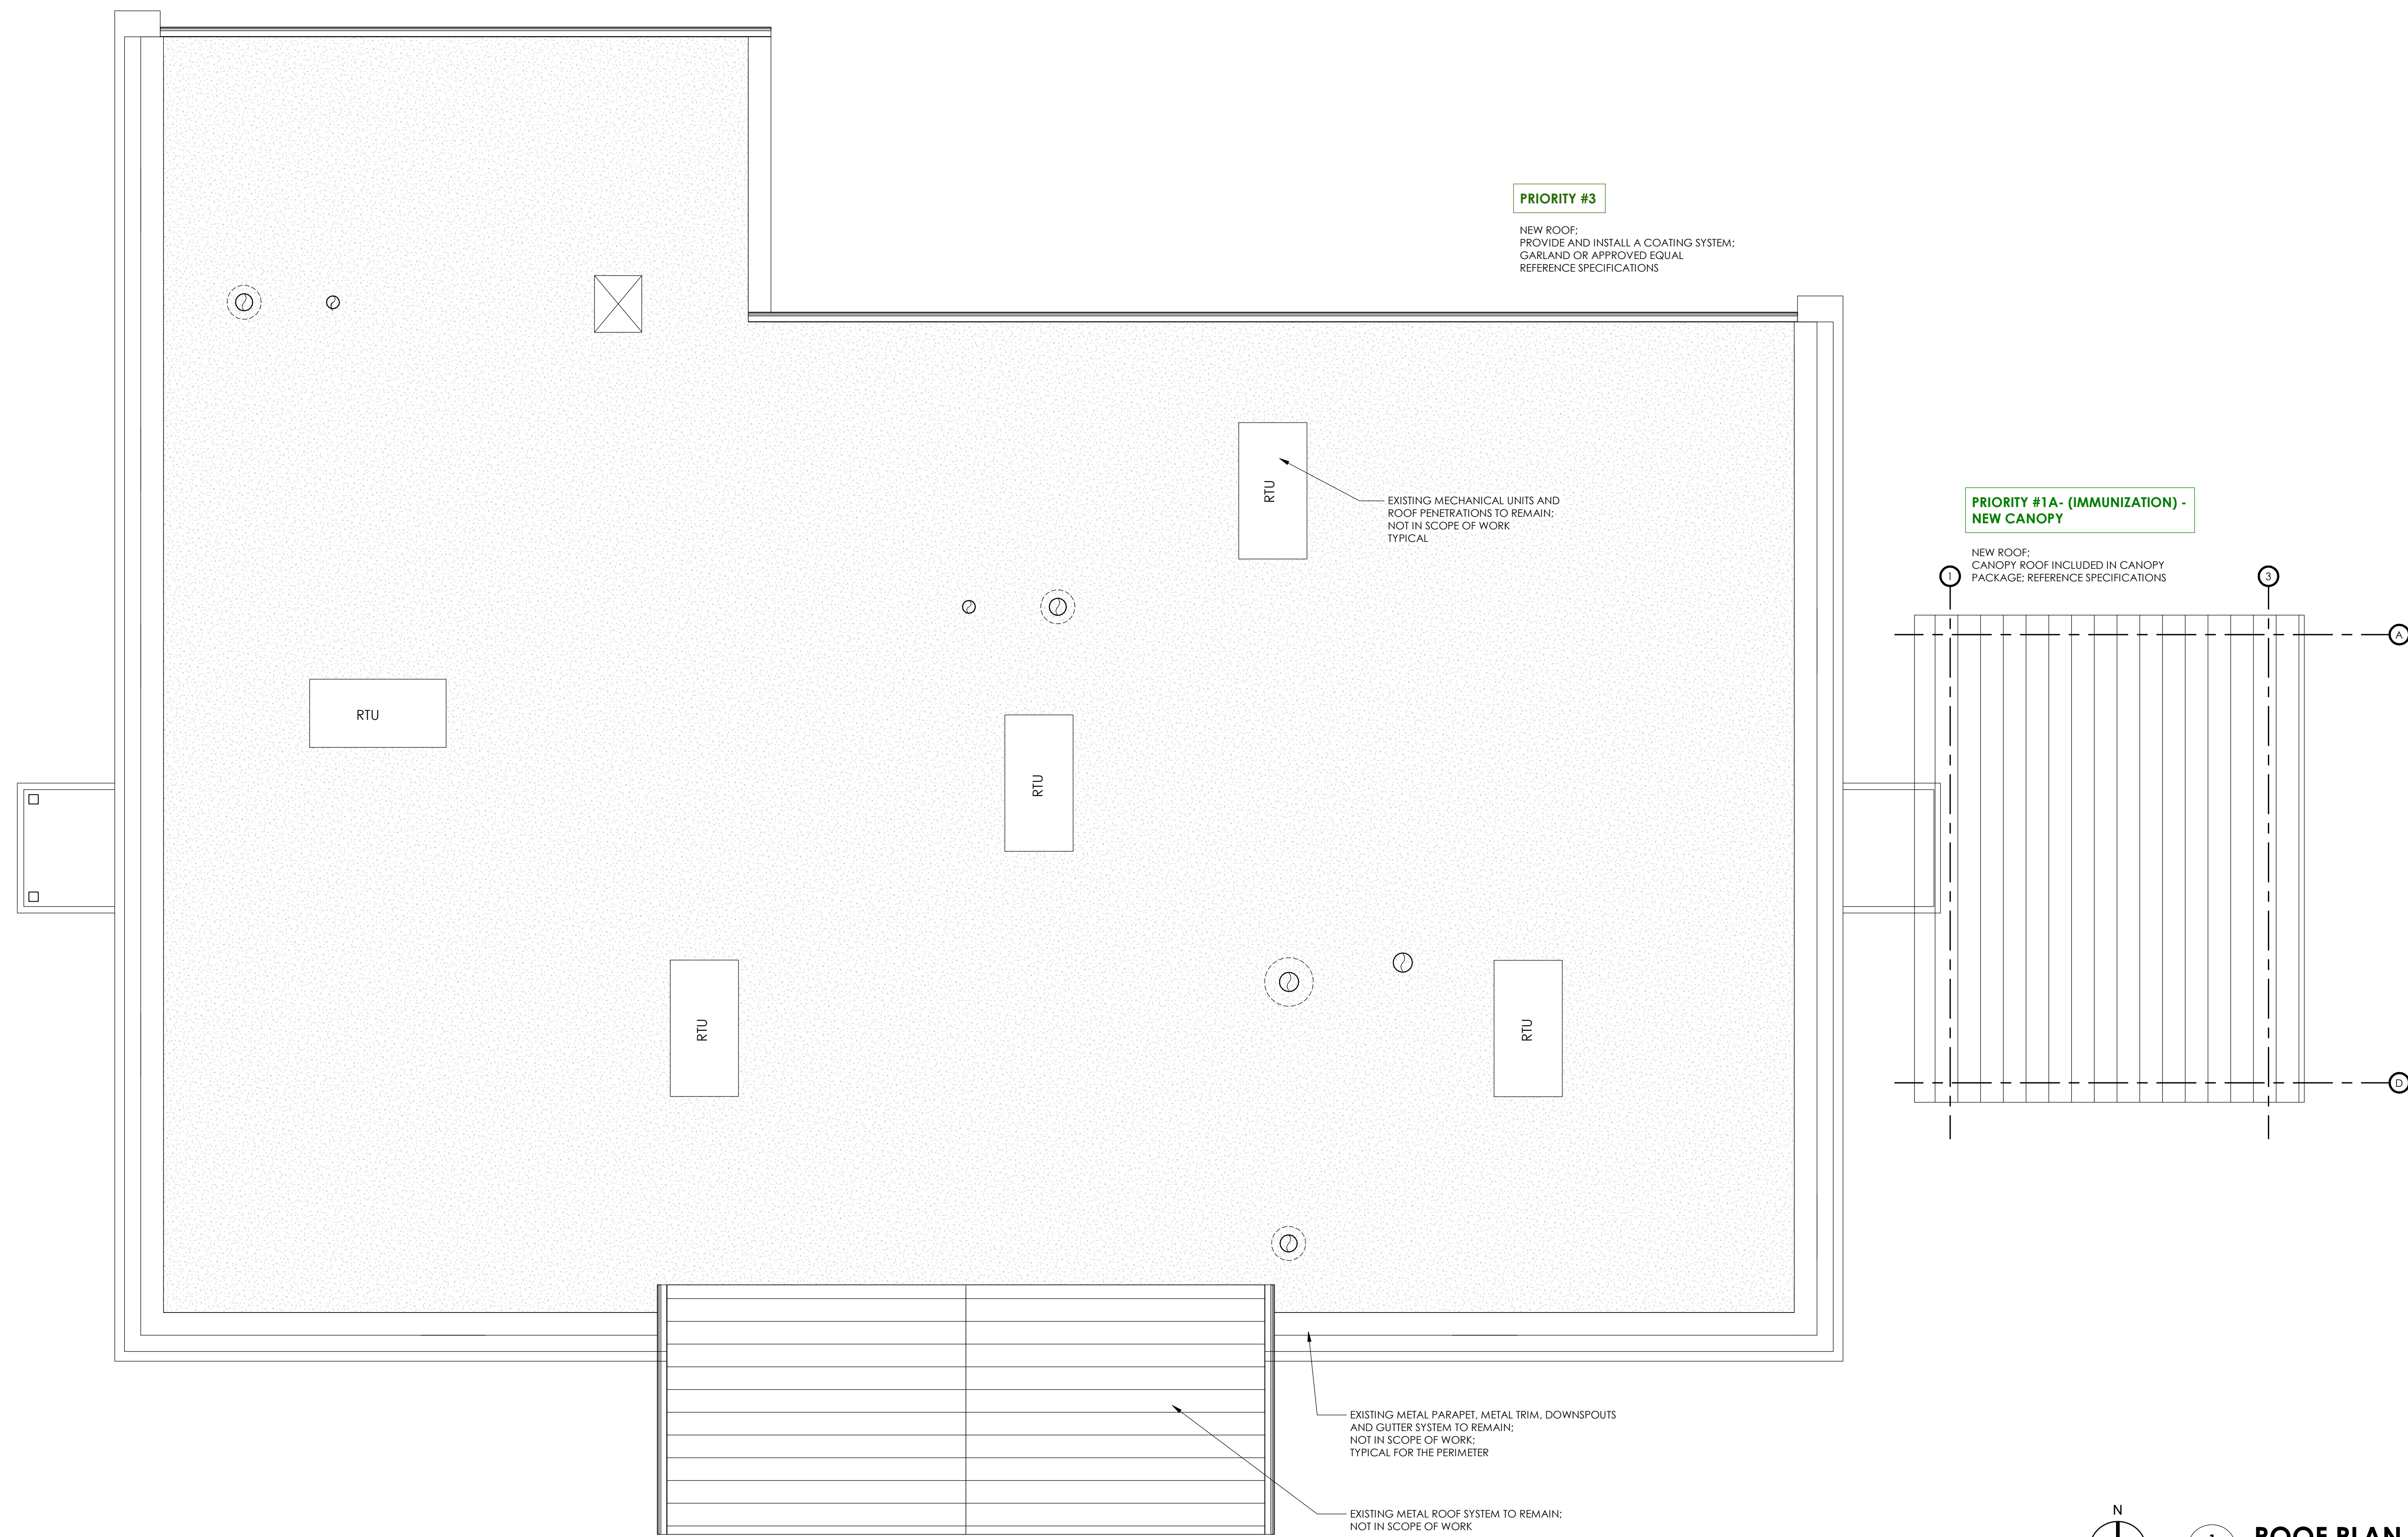 PRIORITY #3
NEW ROOF;
PROVIDE AND INSTALL A COATING SYSTEM;
GARLAND OR APPROVED EQUAL
REFERENCE SPECIFICATIONS
RTU
EXISTING MECHANICAL UNITS AND
ROOF PENETRATIONS TO REMAIN;
NOT IN SCOPE OF WORK
TYPICAL
PRIORITY #1A- (IMMUNIZATION) -
NEW CANOPY
NEW ROOF;
CANOPY ROOF INCLUDED IN CANOPY
PACKAGE; REFERENCE SPECIFICATIONS
1
3
A
RTU
RTU
RTU
RTU
D
EXISTING METAL PARAPET, METAL TRIM, DOWNSPOUTS
AND GUTTER SYSTEM TO REMAIN;
NOT IN SCOPE OF WORK;
TYPICAL FOR THE PERIMETER
EXISTING METAL ROOF SYSTEM TO REMAIN;
NOT IN SCOPE OF WORK
N
ROOF PLAN